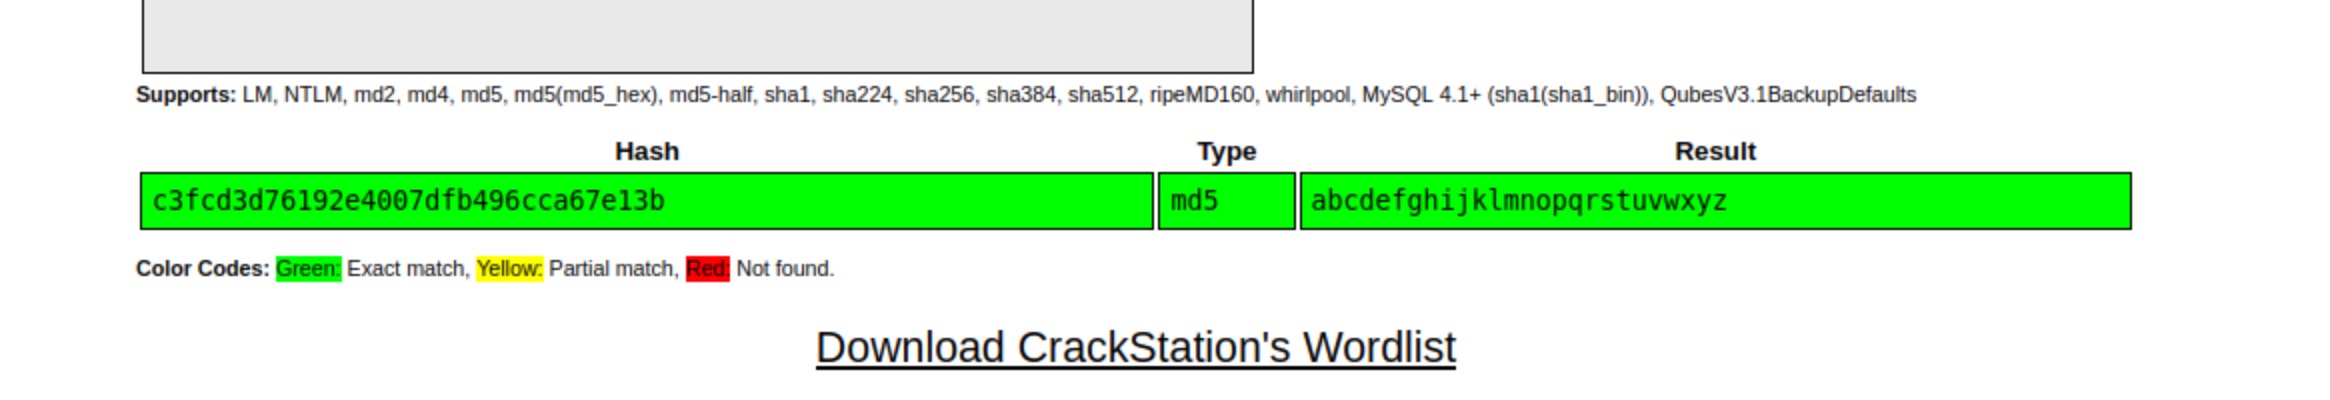 Supports: LM, NTLM, md2, md4, md5, md5(md5_hex), md5-half, sha1, sha224, sha256, sha384, sha512, ripeMD160, whirlpool, MySQL 4.1+ (sha1(sha1_bin)), QubesV3.1BackupDefaults
Hash Type Result
c3fcd3d76192e4007dfb496cca67e13b md5 abcdefghijklmnopqrstuvwxyz
Color Codes: Green: Exact match, Yellow: Partial match, Red: Not found.
Download CrackStation's Wordlist